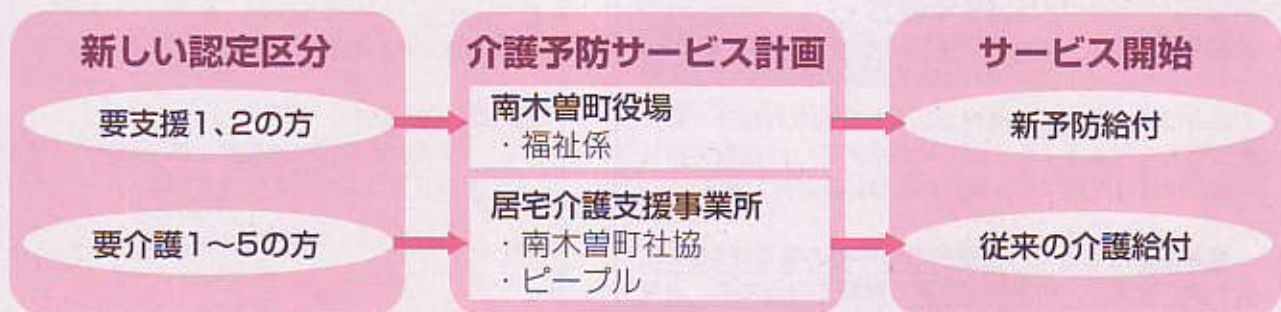 新しい認定区分
要支援1、2の方
要介護1〜5の方
介護予防サービス計画
南木曽町役場
・福祉係
居宅介護支援事業所
・南木曽町社協
・ピープル
サービス開始
新予防給付
従来の介護給付